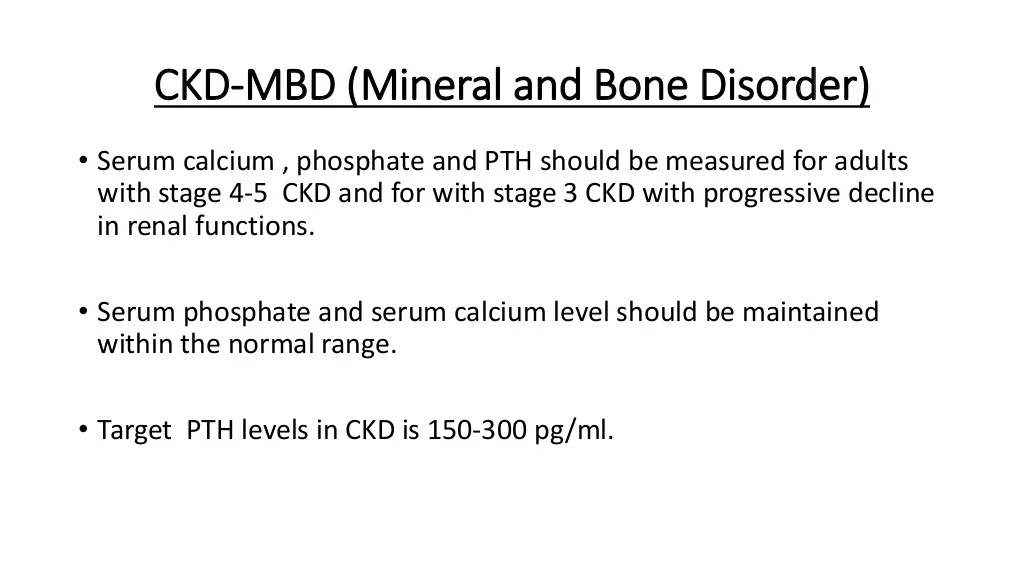 CKD-MBD (Mineral and Bone Disorder)
• Serum calcium , phosphate and PTH should be measured for adults
with stage 4-5  CKD and for with stage 3 CKD with progressive decline
in renal functions.
• Serum phosphate and serum calcium level should be maintained
within the normal range.
• Target  PTH levels in CKD is 150-300 pg/ml.